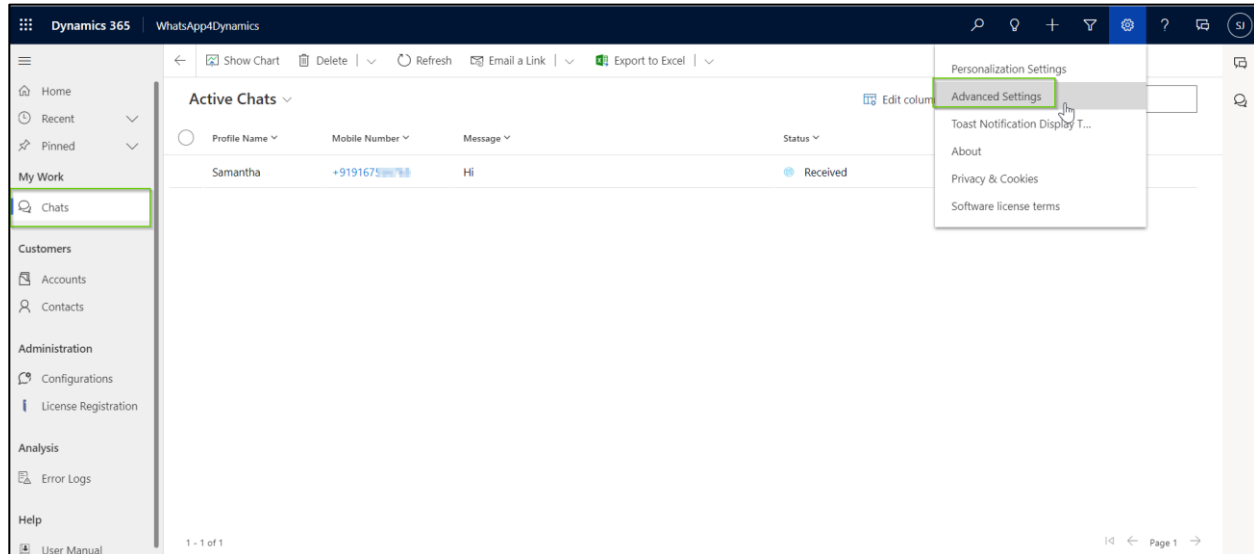 Dynamics 365 WhatsApp4Dynamics SJ
Show Chart Delete Refresh Email a Link Export to Excel
Personalization Settings
Advanced Settings
Toast Notification Display T...
About
Privacy & Cookies
Software license terms
Home
Recent
Pinned
My Work
Chats
Customers
Accounts
Contacts
Administration
Configurations
License Registration
Analysis
Error Logs
Help
User Manual
Active Chats
Edit colum
Profile Name Mobile Number Message Status
Samantha +9191675 Hi Received
1 - 1 of 1 Page 1